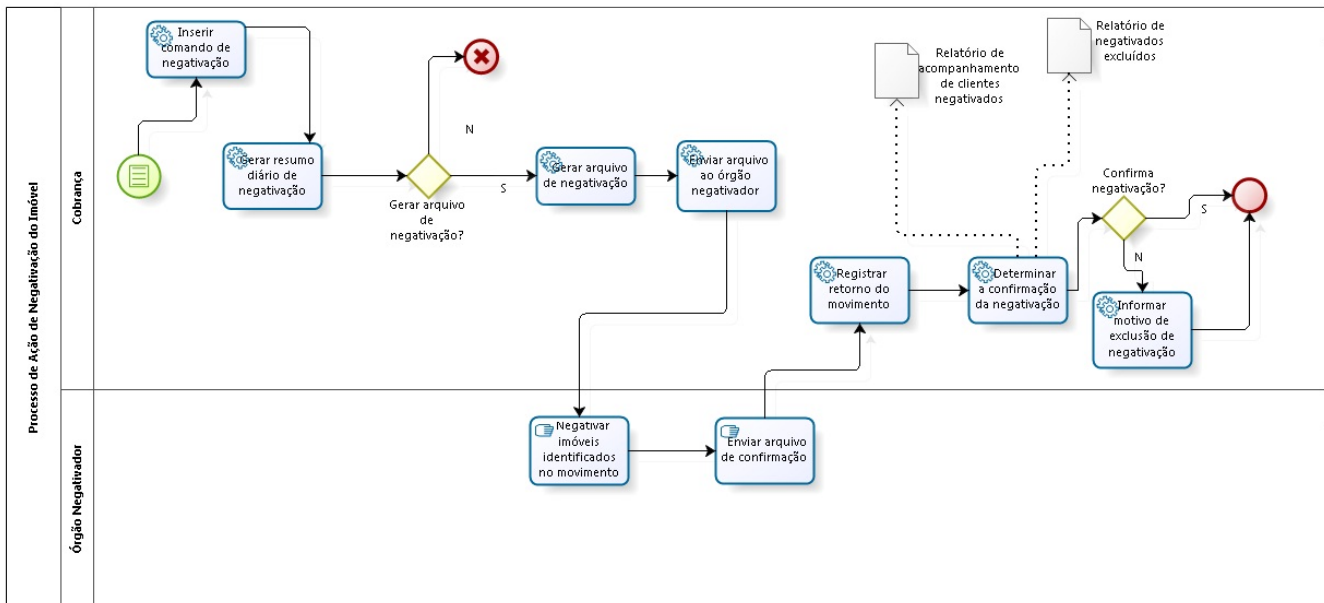 Processo de Ação de Negativação do Imóvel
Cobrança
Inserir
comando de
negativação
Gerar resumo
diário de
negativação
Gerar arquivo
de
negativação?
N
S
Gerar arquivo
de negativação
Enviar arquivo
ao órgão
negativador
Registrar
retorno do
movimento
Determinar
a confirmação
da negativação
Relatório de
acompanhamento
de clientes
negativados
Relatório de
negativados
excluídos
Confirma
negativação?
S
N
Informar
motivo de
exclusão de
negativação
Órgão Negativador
Negativar
imóveis
identificados
no movimento
Enviar arquivo
de confirmação